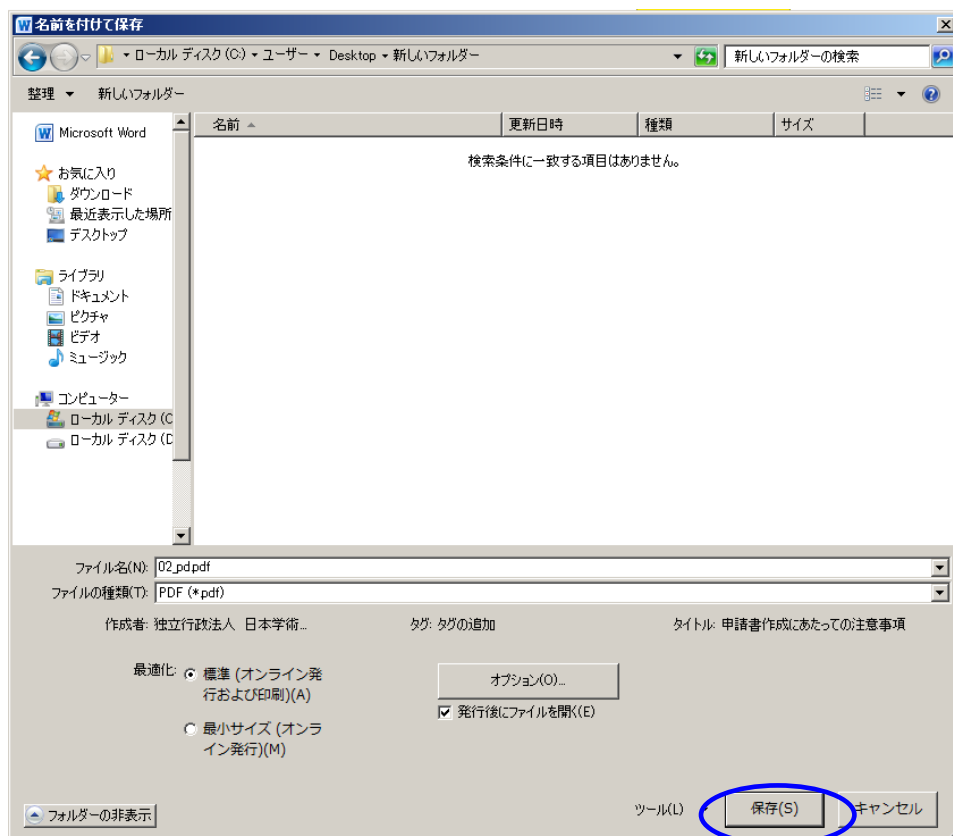 名前を付けて保存
ローカル ディスク (C:) ユーザー Desktop 新しいフォルダー 新しいフォルダーの検索
整理 新しいフォルダー
Microsoft Word
お気に入り
ダウンロード
最近表示した場所
デスクトップ
ライブラリ
ドキュメント
ピクチャ
ビデオ
ミュージック
コンピューター
ローカル ディスク (C
ローカル ディスク (D
名前 更新日時 種類 サイズ
検索条件に一致する項目はありません。
ファイル名(N): 02_pd.pdf
ファイルの種類(T): PDF (*.pdf)
作成者: 独立行政法人 日本学術... タグ: タグの追加 タイトル: 申請書作成にあたっての注意事項
最適化: 標準 (オンライン発
行および印刷)(A)
最小サイズ (オンラ
イン発行)(M)
オプション(O)...
発行後にファイルを開く(E)
フォルダーの非表示 ツール(L) 保存(S) キャンセル